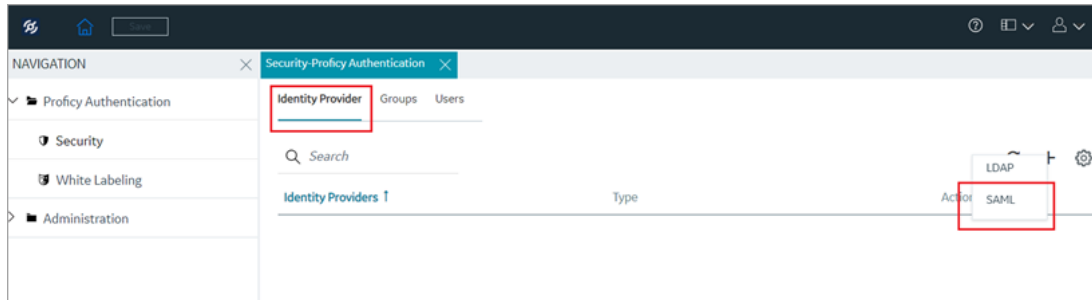 Save
NAVIGATION
Security-Proficy Authentication
Proficy Authentication
Identity Provider Groups Users
Security
Search
White Labeling
LDAP
Identity Providers Type
SAML
Administration